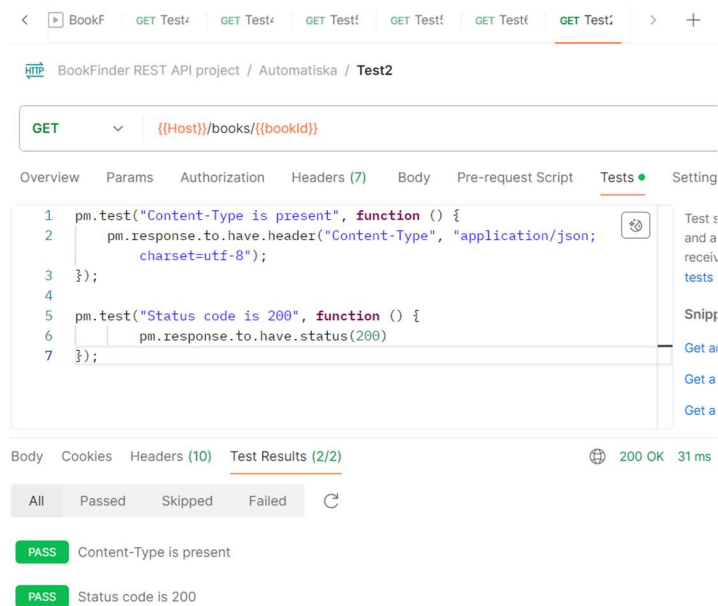 BookF GET Test4 GET Test4 GET Test5 GET Test5 GET Test6 GET Test2
HTTP BookFinder REST API project / Automatiska / Test2
GET {{Host}}/books/{{bookId}}
Overview Params Authorization Headers (7) Body Pre-request Script Tests Setting
1 pm.test("Content-Type is present", function () {
2 pm.response.to.have.header("Content-Type", "application/json;
charset=utf-8");
3 });
4
5 pm.test("Status code is 200", function () {
6 pm.response.to.have.status(200)
7 });
Test s
and a
receiv
tests
Snipp
Get a
Get a
Get a
Body Cookies Headers (10) Test Results (2/2) 200 OK 31 ms
All Passed Skipped Failed
PASS Content-Type is present
PASS Status code is 200